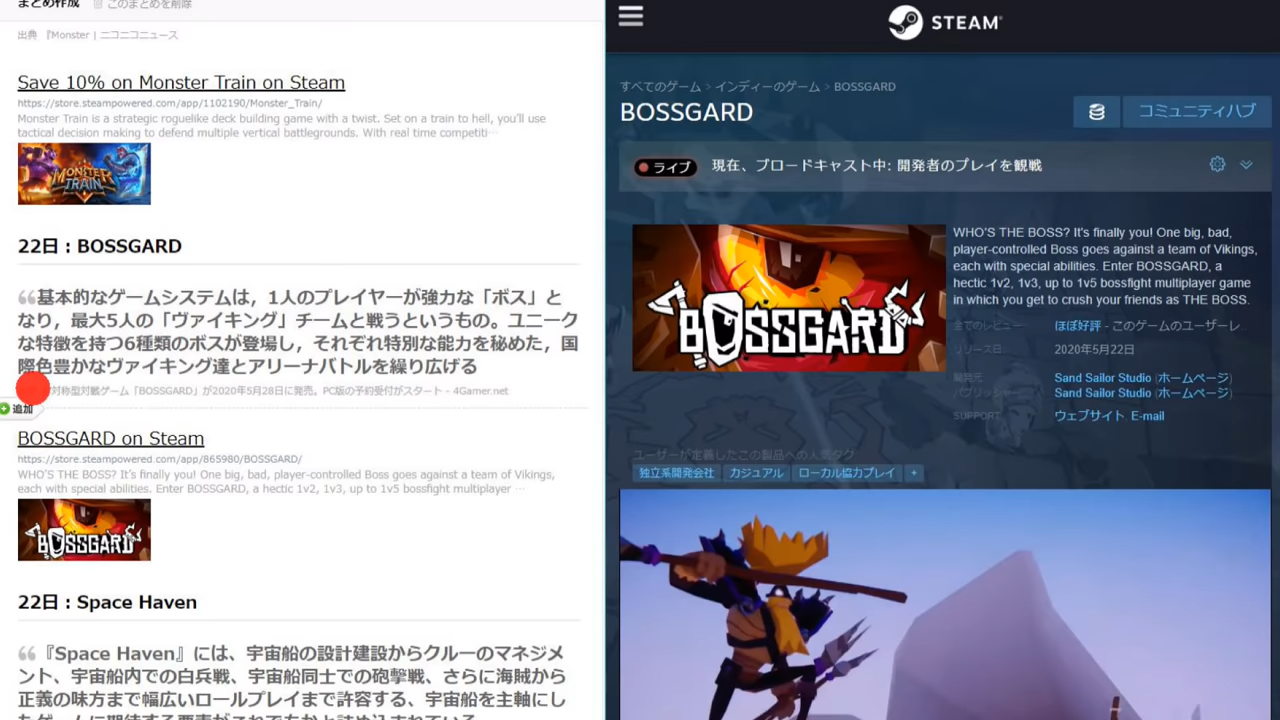 まとめ作成 このまとめを削除
出典 『Monster | ニコニコニュース
Save 10% on Monster Train on Steam
https://store.steampowered.com/app/1102190/Monster_Train/
Monster Train is a strategic roguelike deck building game with a twist. Set on a train to hell, you'll use
tactical decision making to defend multiple vertical battlegrounds. With real time competiti…
MONSTER
TRAIN
22日:BOSSGARD
基本的なゲームシステムは，1人のプレイヤーが強力な「ボス」と
なり，最大5人の「ヴァイキング」チームと戦うというもの。ユニーク
な特徴を持つ6種類のボスが登場し，それぞれ特別な能力を秘めた，国
際色豊かなヴァイキング達とアリーナバトルを繰り広げる
対称型対戦ゲーム「BOSSGARD」が2020年5月28日に発売。PC版の予約受付がスタート - 4Gamer.net
追加
BOSSGARD on Steam
https://store.steampowered.com/app/865980/BOSSGARD/
WHO'S THE BOSS? It's finally you! One big, bad, player-controlled Boss goes against a team of Vikings,
each with special abilities. Enter BOSSGARD, a hectic 1v2, 1v3, up to 1v5 bossfight multiplayer …
BOSSGARD
22日:Space Haven
『Space Haven』には、宇宙船の設計建設からクルーのマネジメ
ント、宇宙船内での白兵戦、宇宙船同士での砲撃戦、さらに海賊から
正義の味方まで幅広いロールプレイまで許容する、宇宙船を主軸にし
たゲームに期待する要素がこれでもかと詰め込まれている
STEAM
すべてのゲーム > インディーのゲーム > BOSSGARD
BOSSGARD
コミュニティハブ
ライブ 現在、ブロードキャスト中: 開発者のプレイを観戦
BOSSGARD
WHO'S THE BOSS? It's finally you! One big, bad,
player-controlled Boss goes against a team of Vikings,
each with special abilities. Enter BOSSGARD, a
hectic 1v2, 1v3, up to 1v5 bossfight multiplayer game
in which you get to crush your friends as THE BOSS.
全てのレビュー: ほぼ好評 - このゲームのユーザーレ...
リリース日: 2020年5月22日
開発元: Sand Sailor Studio (ホームページ)
パブリッシャー: Sand Sailor Studio (ホームページ)
SUPPORT: ウェブサイト, E-mail
ユーザーが定義したこの製品への人気タグ
独立系開発会社 カジュアル ローカル協力プレイ +